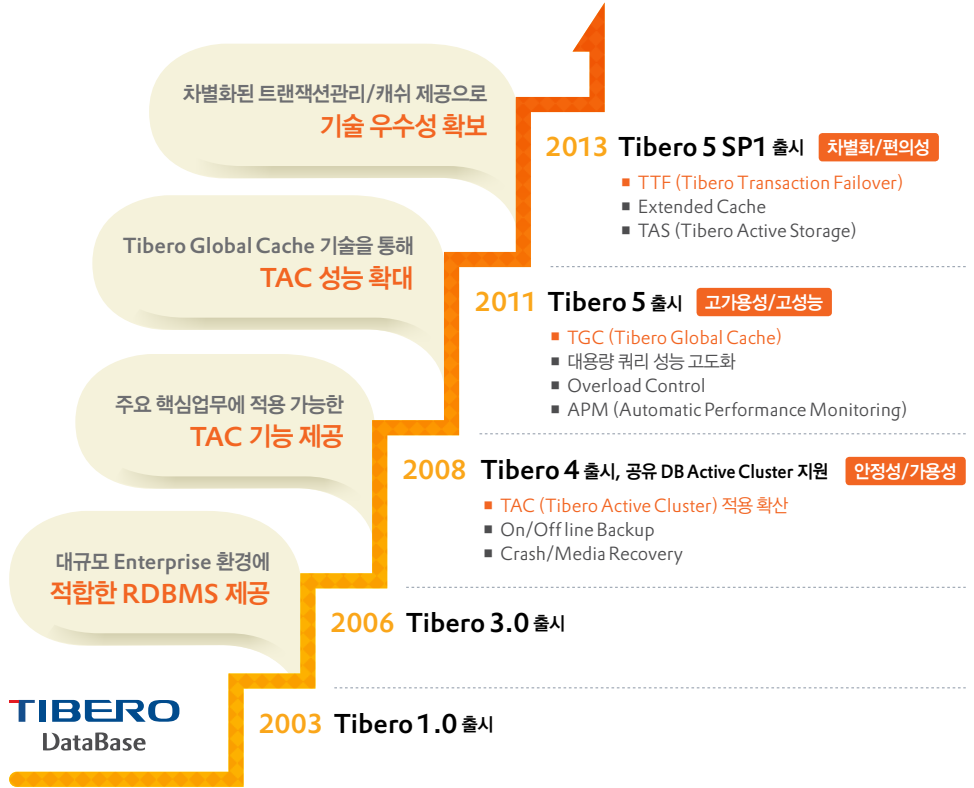 차별화된 트랜잭션관리/캐쉬 제공으로
기술 우수성 확보
2013 Tibero 5 SP1 출시 차별화/편의성
■ TTF (Tibero Transaction Failover)
■ Extended Cache
■ TAS (Tibero Active Storage)
Tibero Global Cache 기술을 통해
TAC 성능 확대
2011 Tibero 5 출시 고가용성/고성능
■ TGC (Tibero Global Cache)
■ 대용량 쿼리 성능 고도화
■ Overload Control
■ APM (Automatic Performance Monitoring)
주요 핵심업무에 적용 가능한
TAC 기능 제공
2008 Tibero 4 출시, 공유 DB Active Cluster 지원 안정성/가용성
■ TAC (Tibero Active Cluster) 적용 확산
■ On/Off line Backup
■ Crash/Media Recovery
대규모 Enterprise 환경에
적합한 RDBMS 제공
2006 Tibero 3.0 출시
TIBERO
DataBase
2003 Tibero 1.0 출시